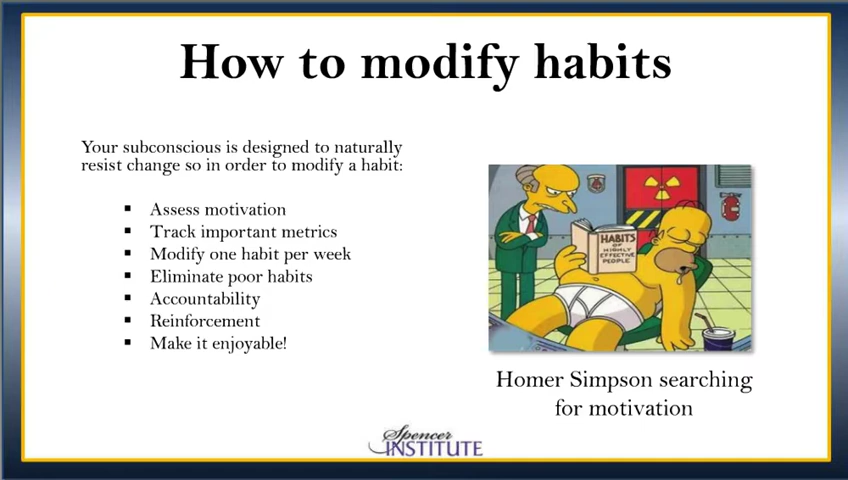 How to modify habits
Your subconscious is designed to naturally
resist change so in order to modify a habit:
Assess motivation
Track important metrics
Modify one habit per week
Eliminate poor habits
Accountability
Reinforcement
Make it enjoyable!
HABITS
OF
HIGHLY
EFFECTIVE
PEOPLE
Homer Simpson searching
for motivation
Spencer
INSTITUTE